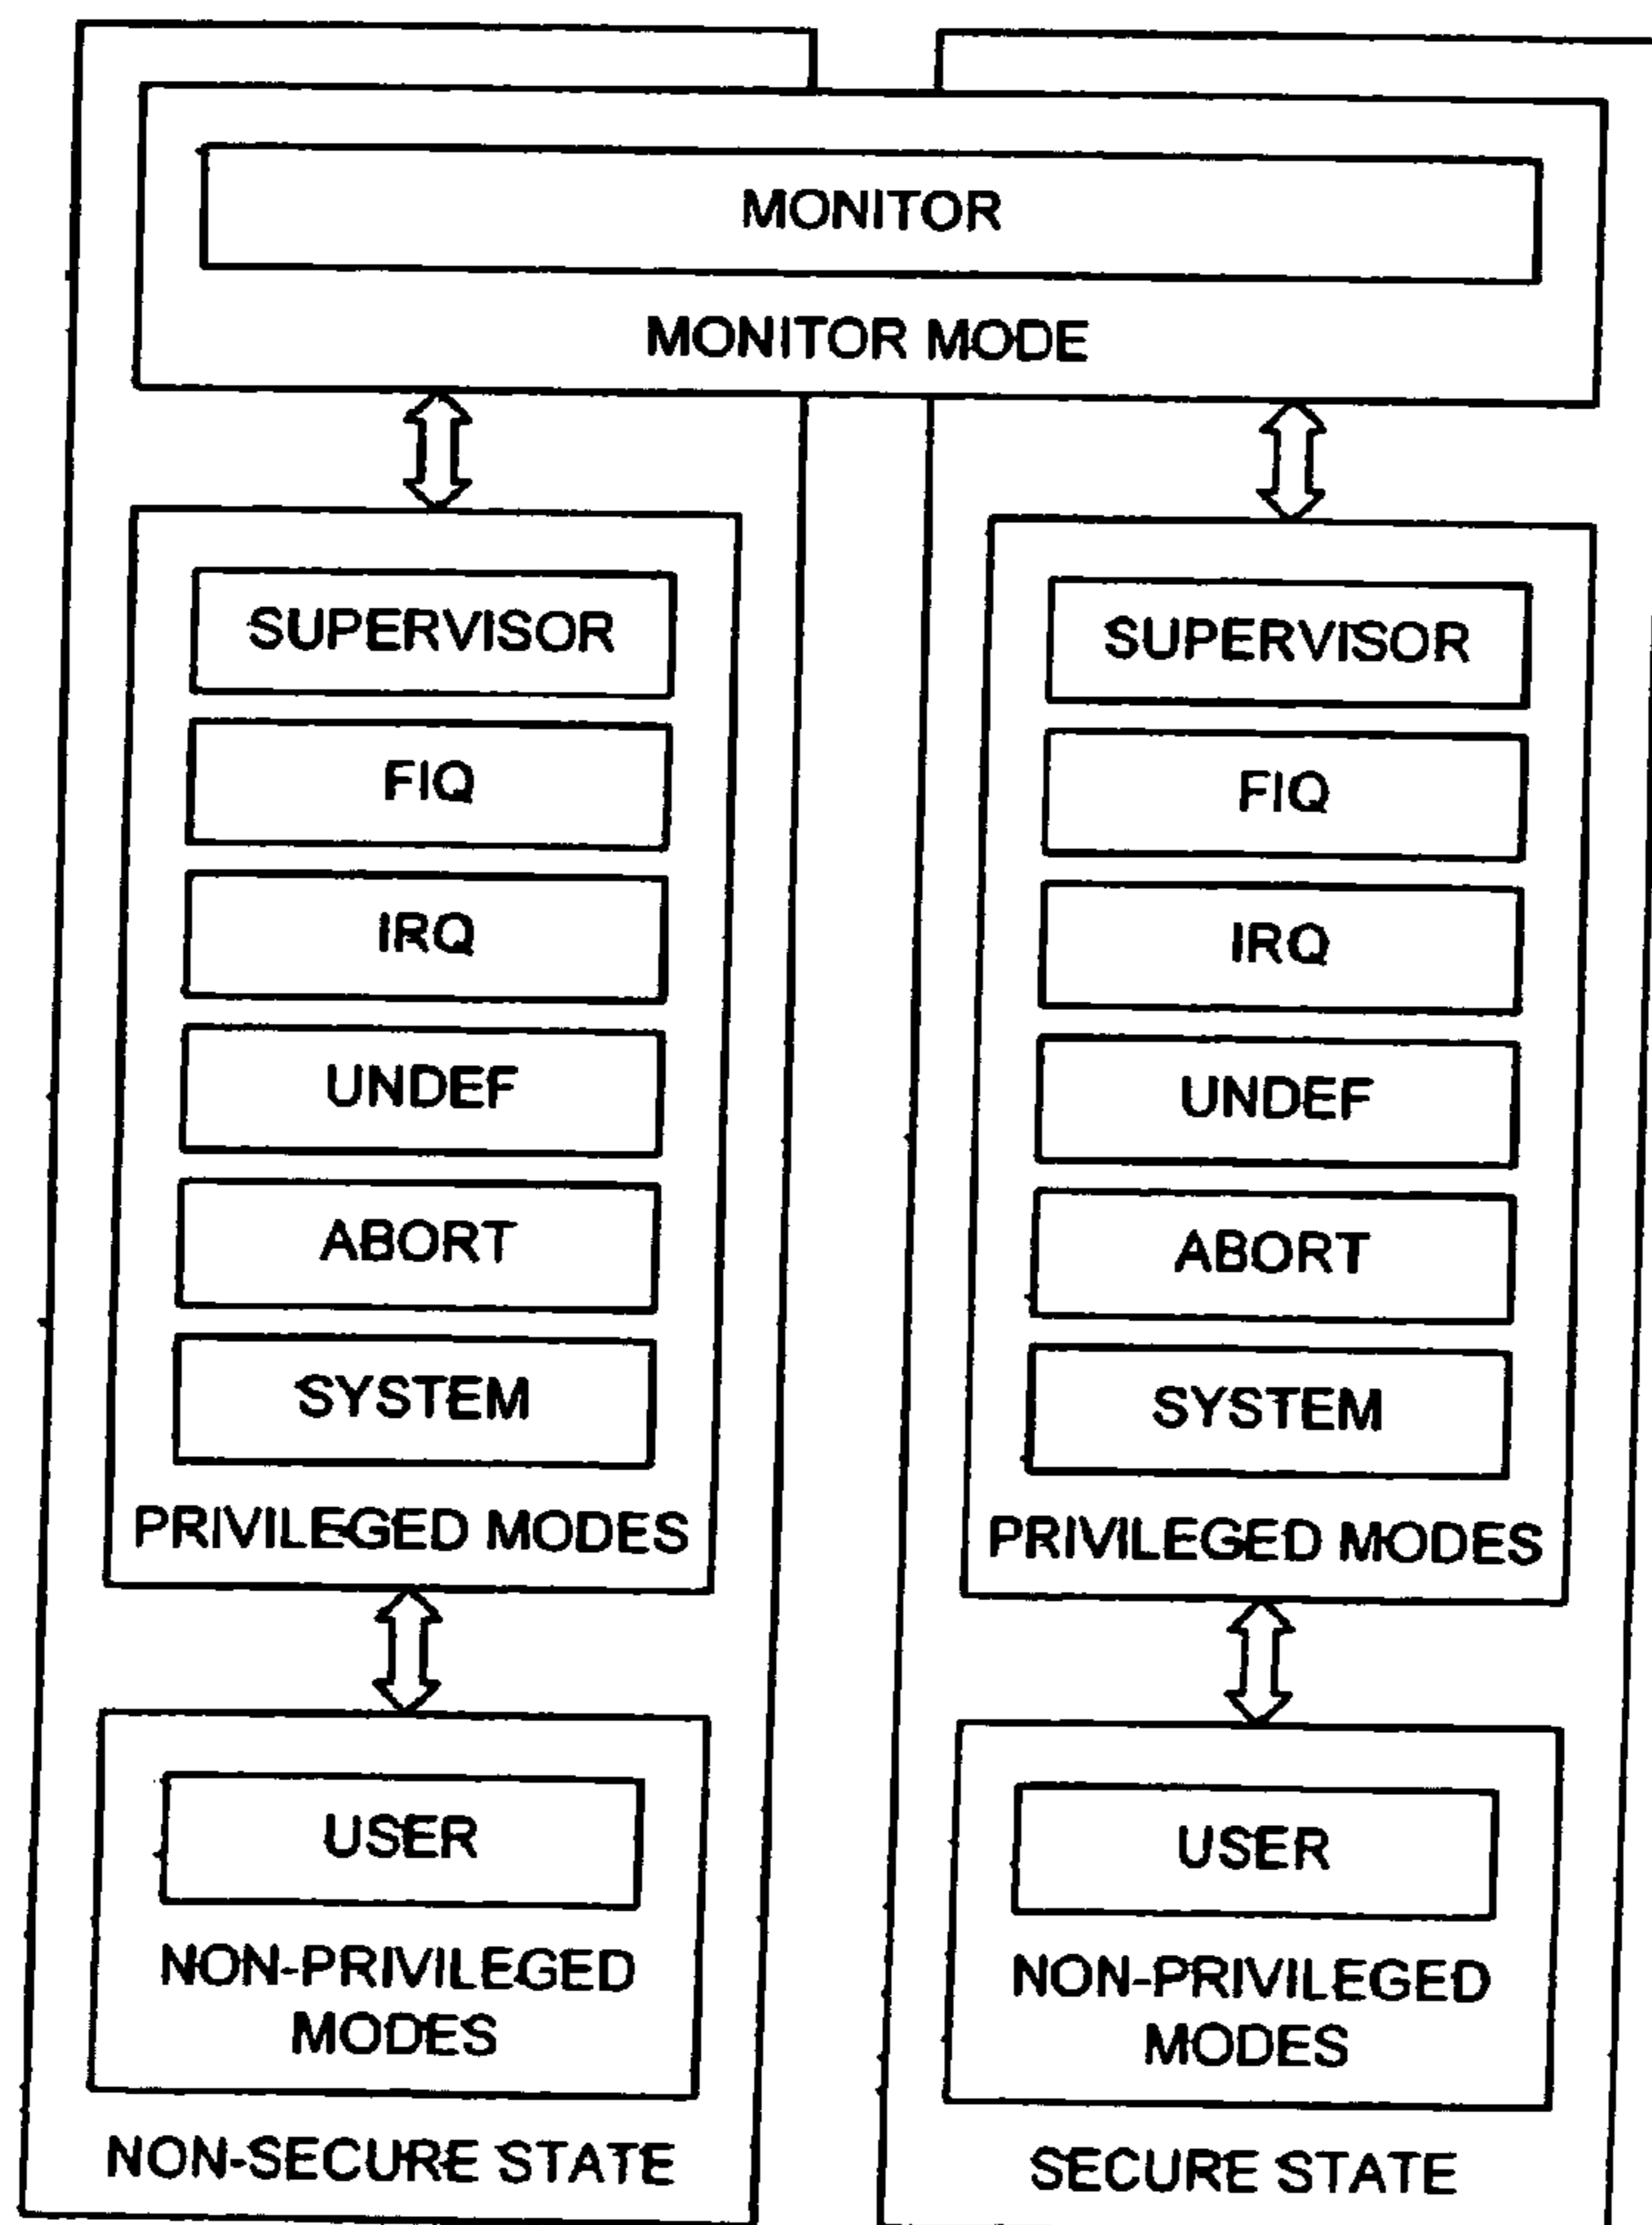 MONITOR
MONITOR MODE
SUPERVISOR
FIQ
IRQ
UNDEF
ABORT
SYSTEM
PRIVILEGED MODES
USER
NON-PRIVILEGED
MODES
NON-SECURE STATE
SUPERVISOR
FIQ
IRQ
UNDEF
ABORT
SYSTEM
PRIVILEGED MODES
USER
NON-PRIVILEGED
MODES
SECURE STATE